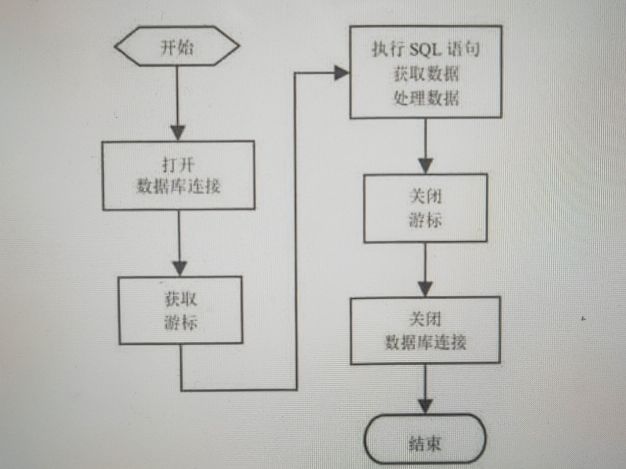 开始
打开
数据库连接
获取
游标
执行 SQL 语句
获取数据
处理数据
关闭
游标
关闭
数据库连接
结束